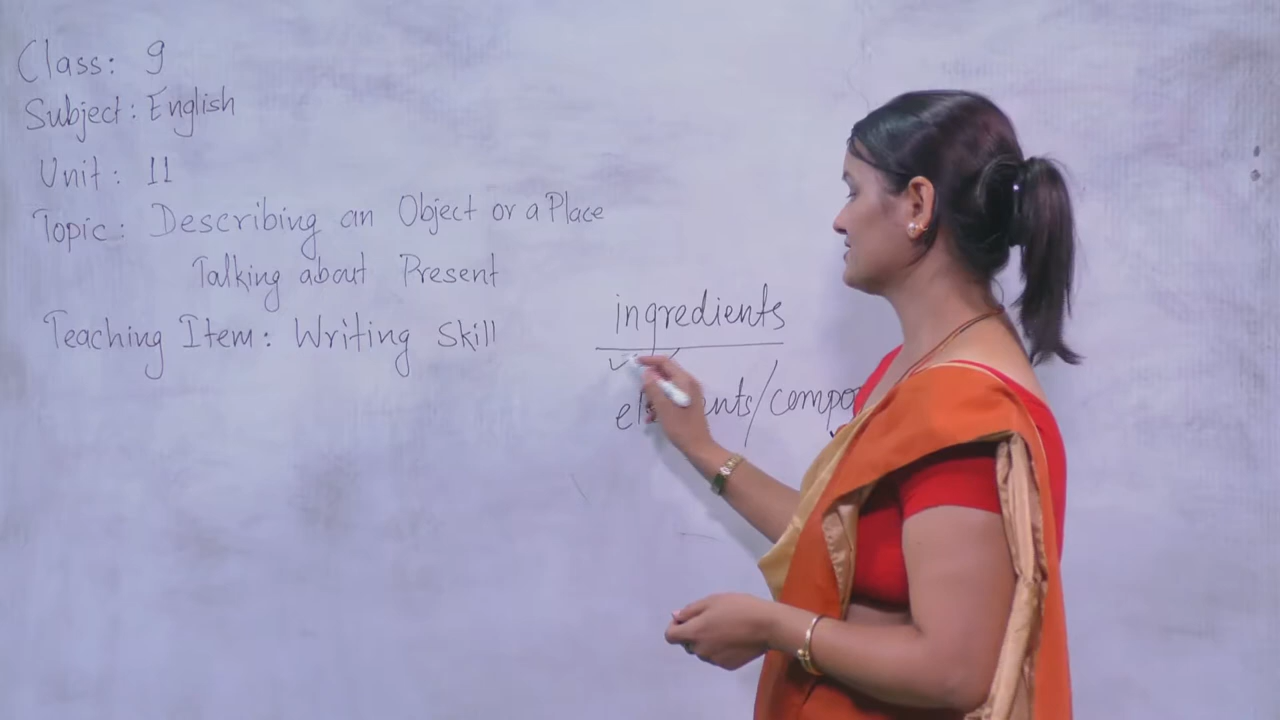 Class: 9
Subject: English
Unit: 11
Topic: Describing an Object or a Place
Talking about Present
Teaching Item: Writing Skill
ingredients